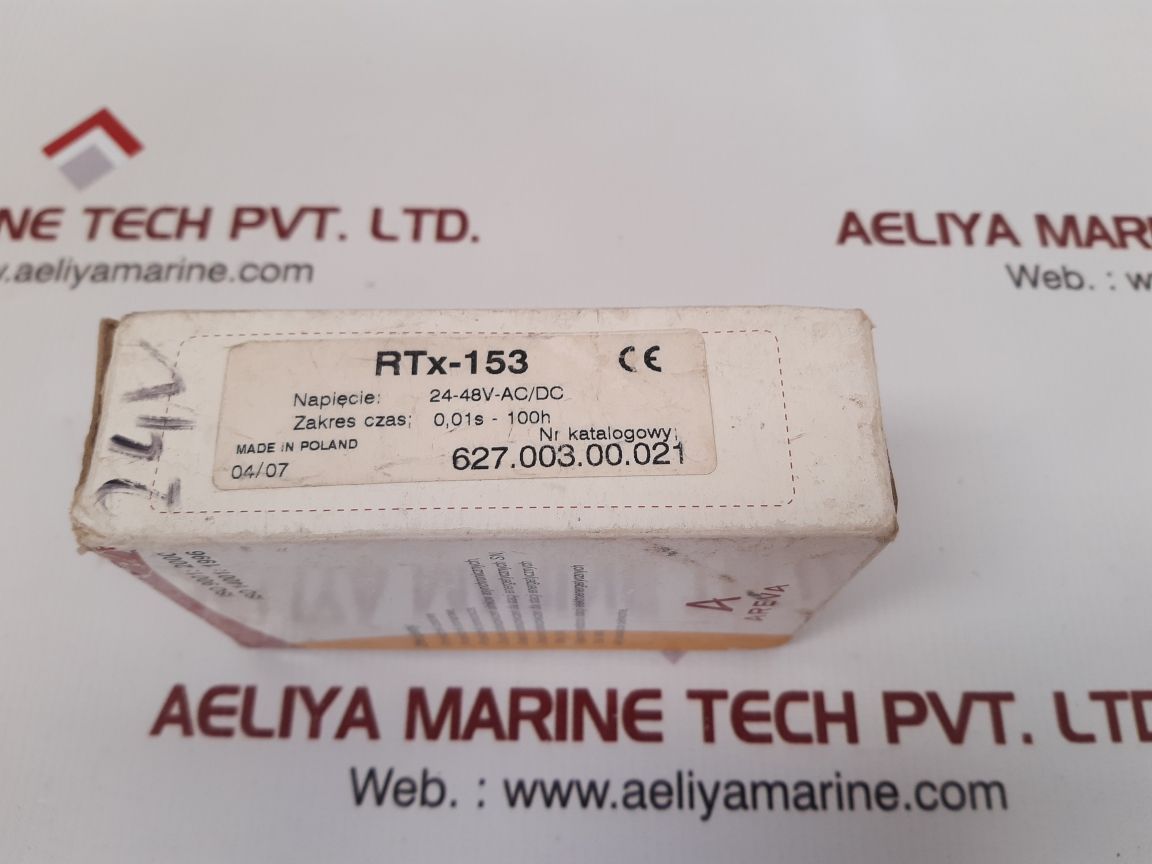 NE TECH PVT. LTD.
.aeliyamarine.com
AELIYA MAR
Web. : w
24V
RTx-153 CE
Napięcie: 24-48V-AC/DC
Zakres czas; 0,01s - 100h
Nr katalogowy;
MADE IN POLAND
627.003.00.021
04/07
A
AREVA
AELIYA MARINE TECH PVT. LTD
Web. : www.aeliyamarine.com